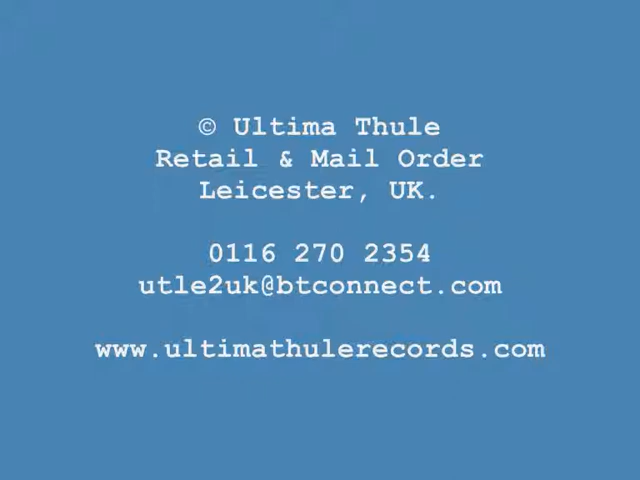 © Ultima Thule
Retail & Mail Order
Leicester, UK.
0116 270 2354
utle2uk@btconnect.com
www.ultimathulerecords.com